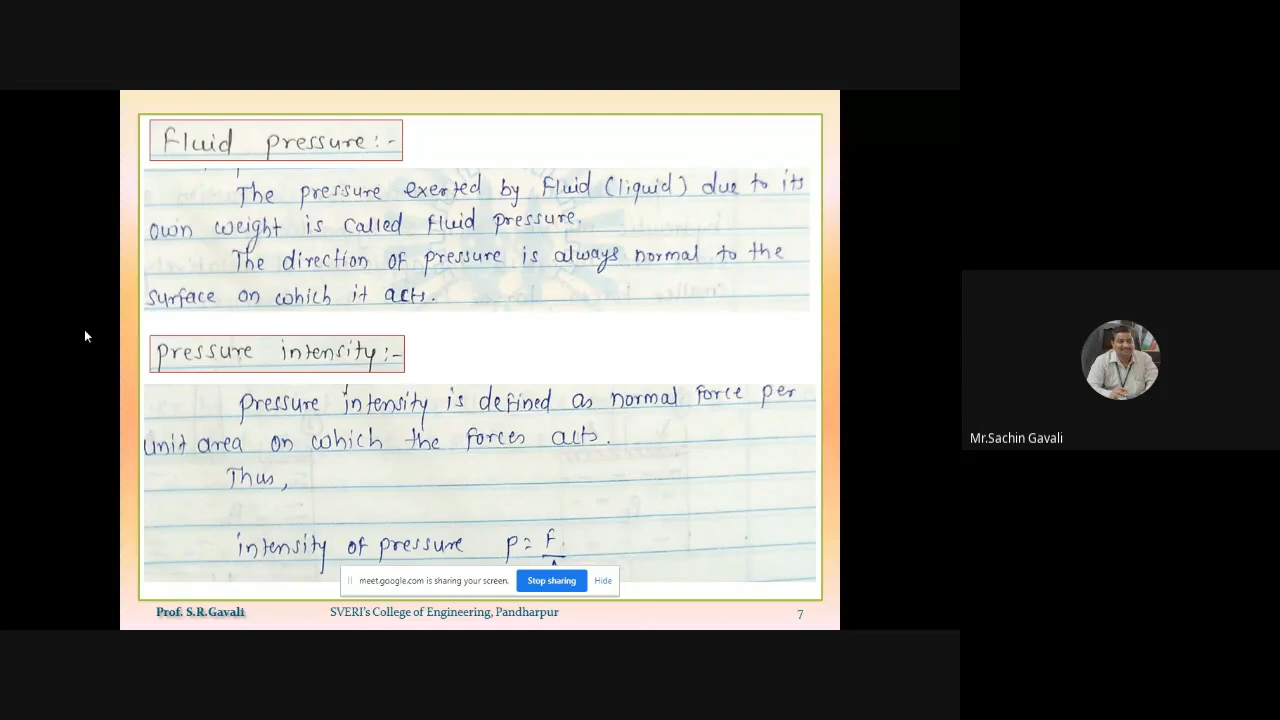 Fluid pressure:-
The pressure exerted by Fluid (liquid) due to its
own weight is called fluid pressure.
The direction of pressure is always normal to the
surface on which it acts.
pressure intensity:-
pressure intensity is defined as normal force per
unit area on which the forces acts.
Thus,
intensity of pressure p = F
meet.google.com is sharing your screen. Stop sharing Hide
Prof. S.R.Gavali SVERI's College of Engineering, Pandharpur 7
Mr.Sachin Gavali